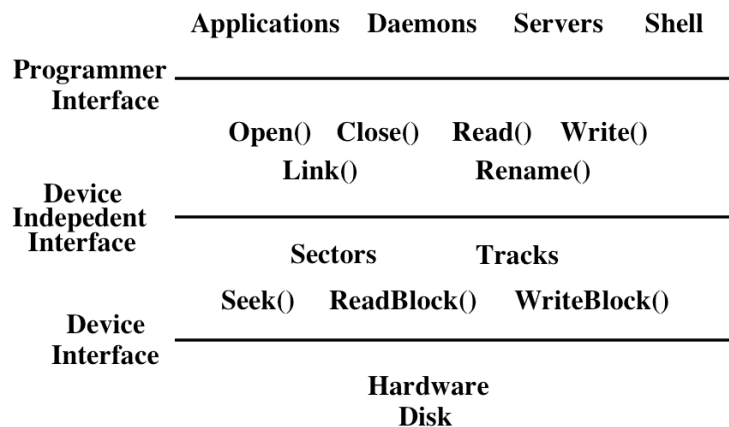 Applications Daemons Servers Shell
Programmer
Interface
Open() Close() Read() Write()
Link() Rename()
Device
Indepedent
Interface
Sectors Tracks
Seek() ReadBlock() WriteBlock()
Device
Interface
Hardware
Disk